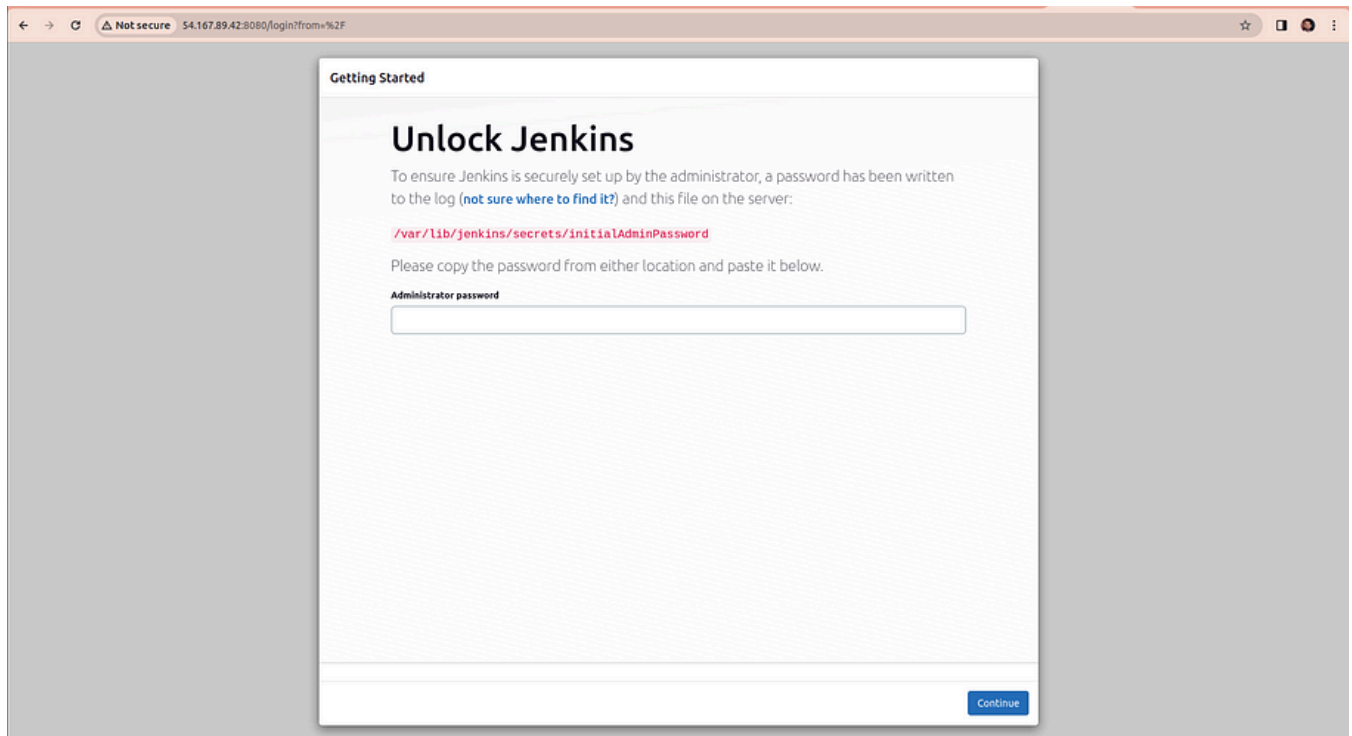 Not secure 54.167.89.42:8080/login?from=%2F
Getting Started
Unlock Jenkins
To ensure Jenkins is securely set up by the administrator, a password has been written
to the log (not sure where to find it?) and this file on the server:
/var/lib/jenkins/secrets/initialAdminPassword
Please copy the password from either location and paste it below.
Administrator password
Continue